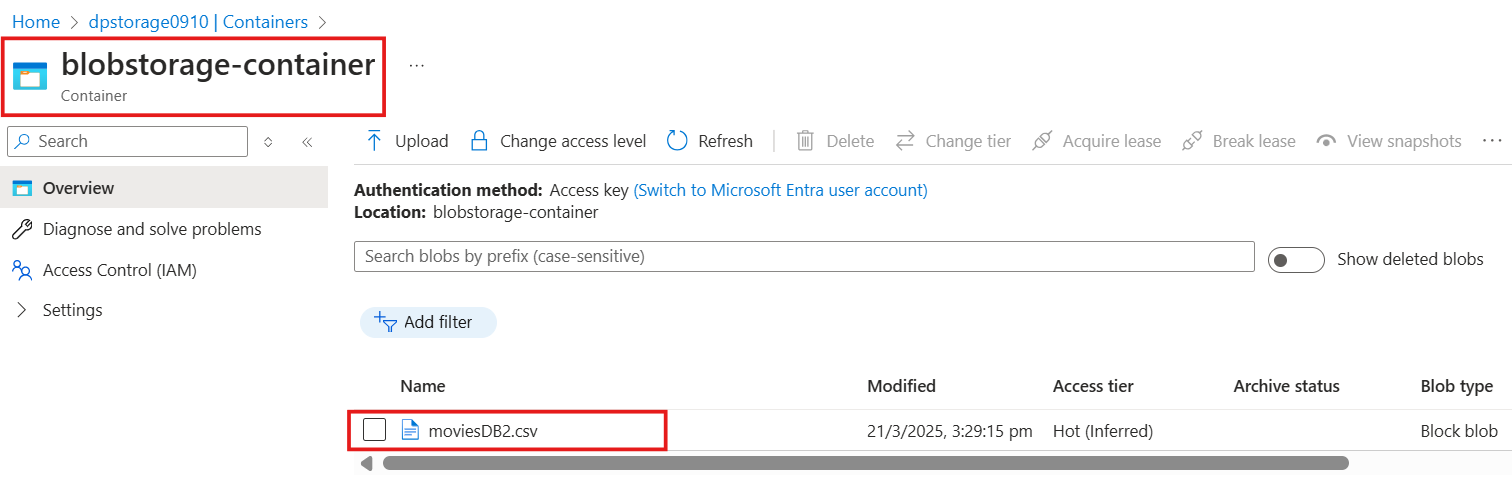 Home > dpstorage0910 | Containers >
blobstorage-container ...
Container
Search
Overview
Diagnose and solve problems
Access Control (IAM)
Settings
Upload Change access level Refresh Delete Change tier Acquire lease Break lease View snapshots ...
Authentication method: Access key (Switch to Microsoft Entra user account)
Location: blobstorage-container
Search blobs by prefix (case-sensitive)
Show deleted blobs
Add filter
Name Modified Access tier Archive status Blob type
moviesDB2.csv 21/3/2025, 3:29:15 pm Hot (Inferred) Block blob